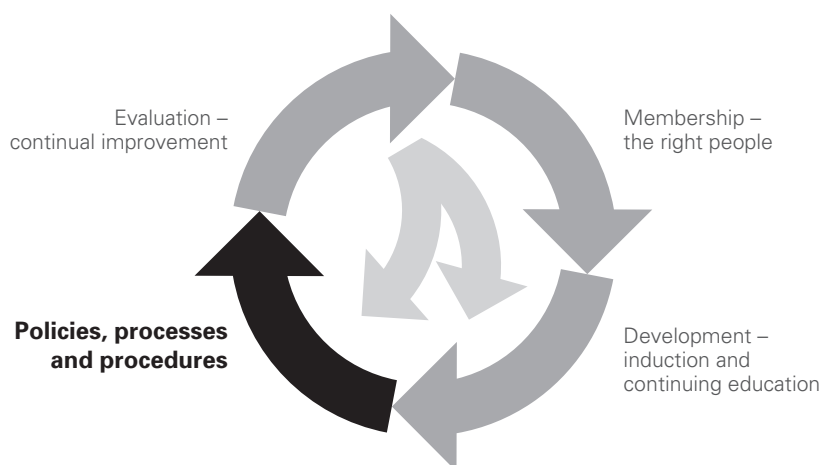 Evaluation –
continual improvement
Membership –
the right people
Policies, processes
and procedures
Development –
induction and
continuing education